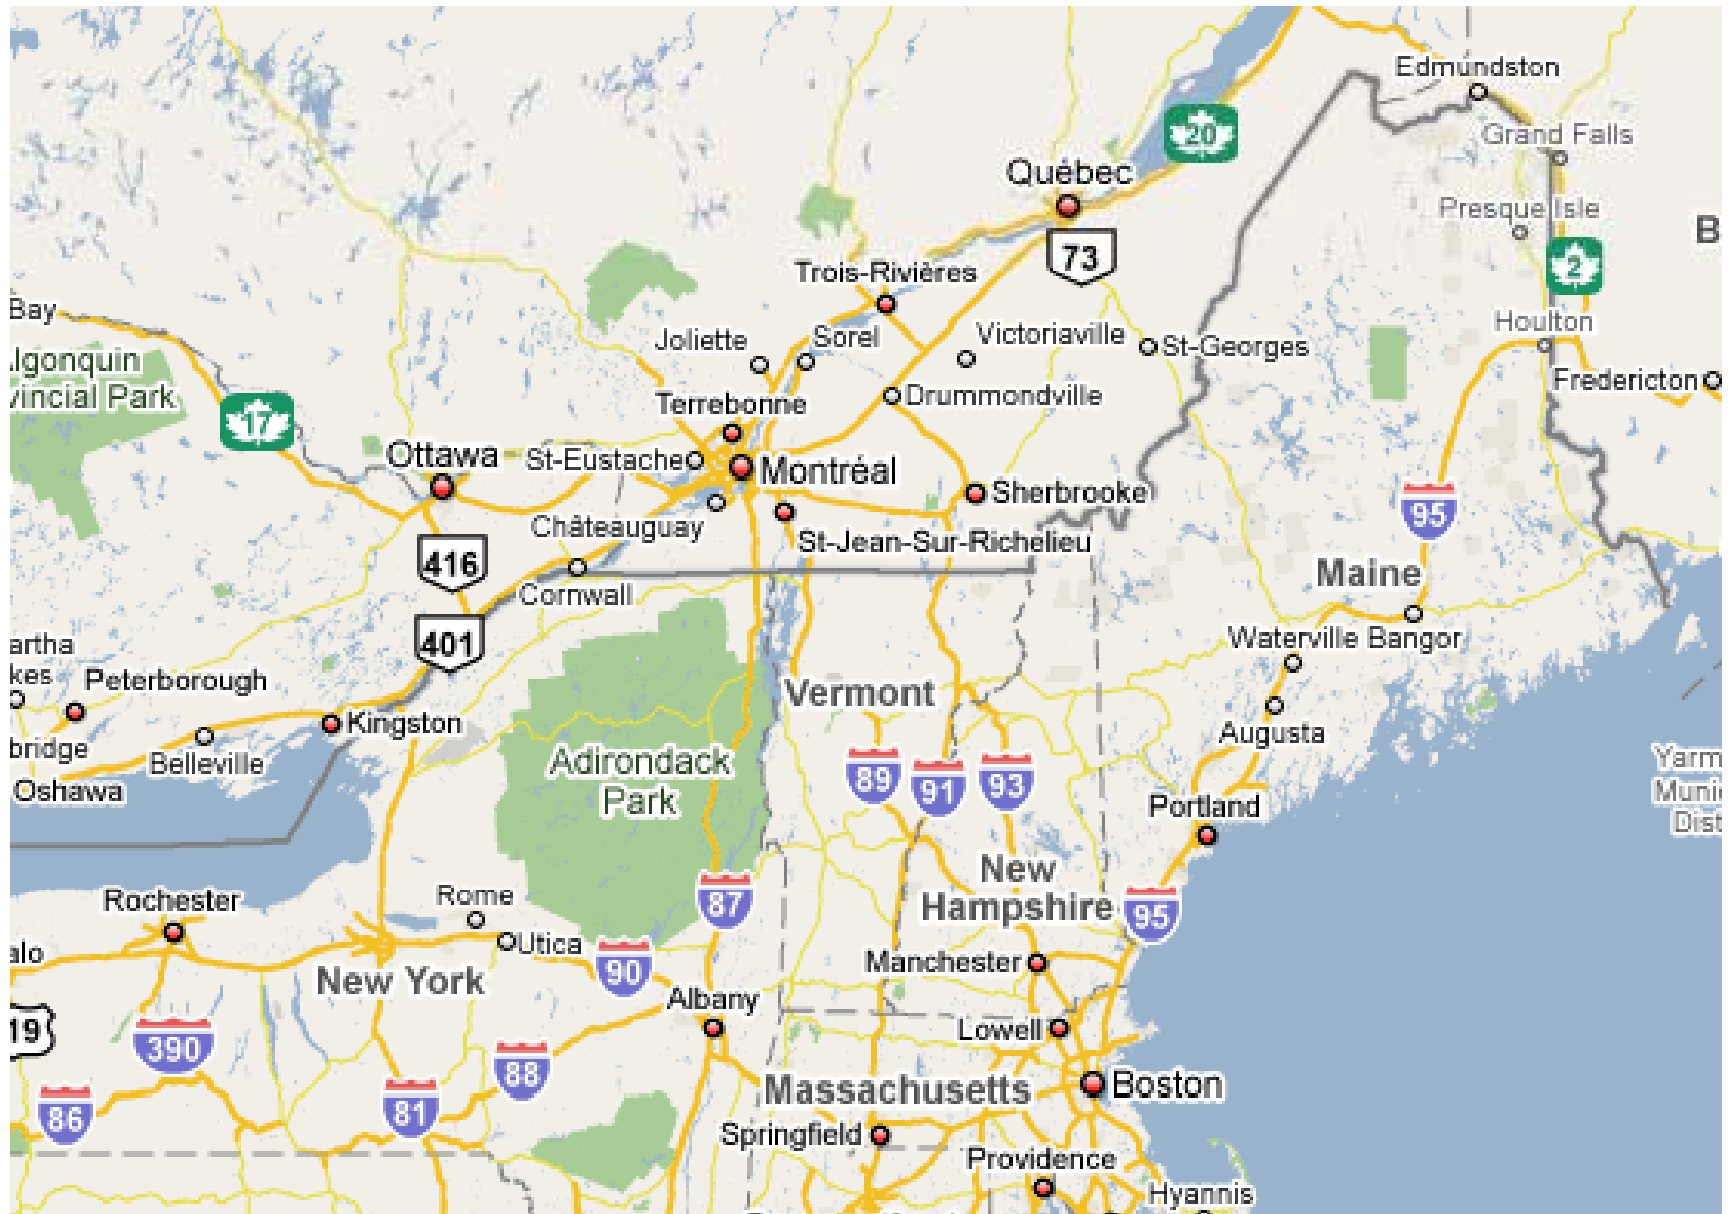 Edmundston
20
Grand Falls
Québec
Presque Isle
B
73
2
Trois-Rivières
Bay
Houlton
Joliette
Sorel
Victoriaville
St-Georges
lgonquin
vincial Park
Fredericton
Drummondville
Terrebonne
17
Ottawa
St-Eustache
Montréal
Sherbrooke
95
Châteauguay
St-Jean-Sur-Richelieu
416
Maine
Cornwall
401
Waterville
Bangor
artha
kes
Peterborough
Vermont
Kingston
Augusta
bridge
Belleville
Adirondack
Park
89
91
93
Yarm
Muni
Dist
Oshawa
Portland
New
Hampshire
Rochester
Rome
87
95
Utica
alo
90
Manchester
New York
Albany
19
390
Lowell
88
Massachusetts
Boston
86
81
Springfield
Providence
Hyannis